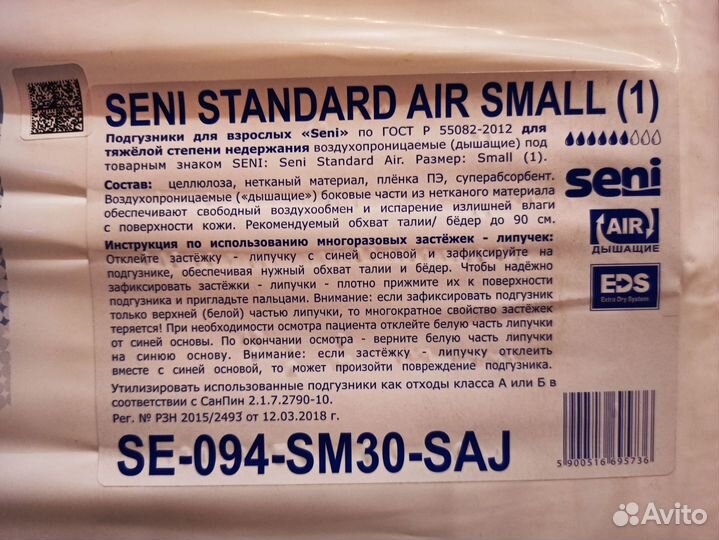 SENI STANDARD AIR SMALL (1)
Подгузники для взрослых «Seni» по ГОСТ Р 55082-2012 для
тяжёлой степени недержания воздухопроницаемые (дышащие) под
товарным знаком SENI: Seni Standard Air. Размер: Small (1).
Состав: целлюлоза, нетканый материал, плёнка ПЭ, суперабсорбент.
Воздухопроницаемые («дышащие») боковые части из нетканого материала
обеспечивают свободный воздухообмен и испарение излишней влаги
с поверхности кожи. Рекомендуемый обхват талии/ бёдер до 90 см.
seni
AIR
ДЫШАЩИЕ
EDS
Extra Dry System
Инструкция по использованию многоразовых застёжек - липучек:
Отклейте застёжку - липучку с синей основой и зафиксируйте на
подгузнике, обеспечивая нужный обхват талии и бёдер. Чтобы надёжно
зафиксировать застёжки - липучки - плотно прижмите их к поверхности
подгузника и пригладьте пальцами. Внимание: если зафиксировать подгузник
только верхней (белой) частью липучки, то многократное свойство застёжек
теряется! При необходимости осмотра пациента отклейте белую часть липучки
от синей основы. По окончании осмотра - верните белую часть липучки
на синюю основу. Внимание: если застёжку - липучку отклеить
вместе с синей основой, то может произойти повреждение подгузника.
Утилизировать использованные подгузники как отходы класса А или Б в
соответствии с СанПин 2.1.7.2790-10.
Рег. № РЗН 2015/2493 от 12.03.2018 г.
SE-094-SM30-SAJ
5 900516 695736
Avito